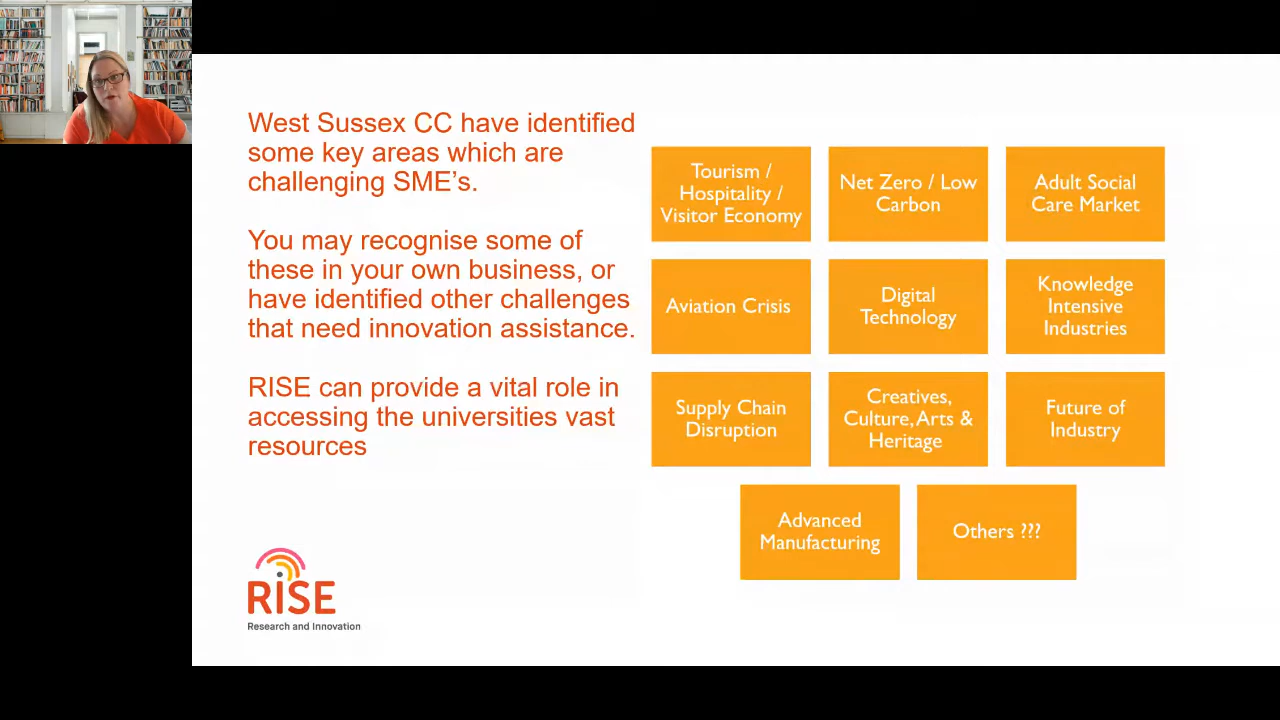 West Sussex CC have identified
some key areas which are
challenging SME's.
You may recognise some of
these in your own business, or
have identified other challenges
that need innovation assistance.
RISE can provide a vital role in
accessing the universities vast
resources
Tourism /
Hospitality /
Visitor Economy
Net Zero / Low
Carbon
Adult Social
Care Market
Aviation Crisis
Digital
Technology
Knowledge
Intensive
Industries
Supply Chain
Disruption
Creatives,
Culture, Arts &
Heritage
Future of
Industry
Advanced
Manufacturing
Others ???
RISE
Research and Innovation